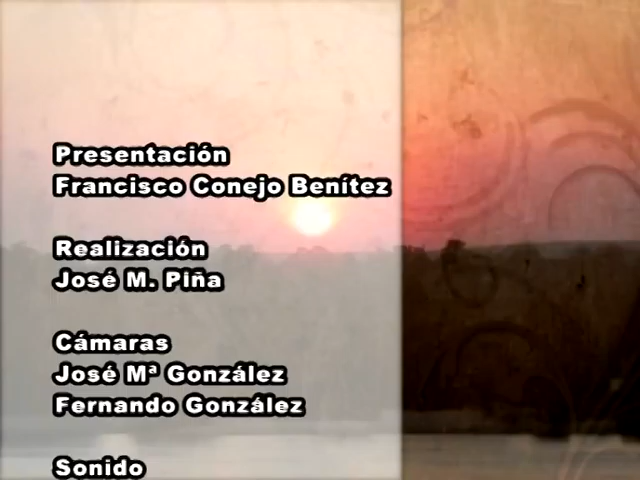 Presentación
Francisco Conejo Benítez
Realización
José M. Piña
Cámaras
José Mª González
Fernando González
Sonido